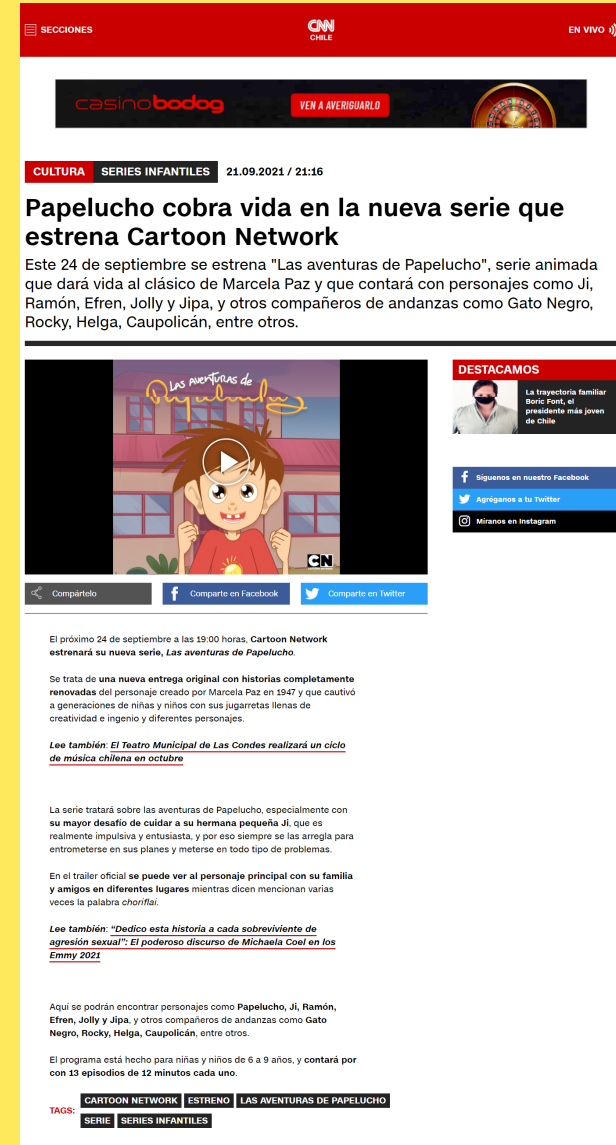 SECCIONES
CNN
CHILE
EN VIVO
casinobodog
VEN A AVERIGUARLO
CULTURA SERIES INFANTILES 21.09.2021 / 21:16
Papelucho cobra vida en la nueva serie que
estrena Cartoon Network
Este 24 de septiembre se estrena "Las aventuras de Papelucho", serie animada
que dará vida al clásico de Marcela Paz y que contará con personajes como Ji,
Ramón, Efren, Jolly y Jipa, y otros compañeros de andanzas como Gato Negro,
Rocky, Helga, Caupolicán, entre otros.
Las aventuras de
Papelucho
CN
DESTACAMOS
La trayectoria familiar
Boric Font, el
presidente más joven
de Chile
Síguenos en nuestro Facebook
Agréganos a tu Twitter
Míranos en Instagram
Compártelo
Comparte en Facebook
Comparte en Twitter
El próximo 24 de septiembre a las 19:00 horas, Cartoon Network
estrenará su nueva serie, Las aventuras de Papelucho.
Se trata de una nueva entrega original con historias completamente
renovadas del personaje creado por Marcela Paz en 1947 y que cautivó
a generaciones de niñas y niños con sus jugarretas llenas de
creatividad e ingenio y diferentes personajes.
Lee también: El Teatro Municipal de Las Condes realizará un ciclo
de música chilena en octubre
La serie tratará sobre las aventuras de Papelucho, especialmente con
su mayor desafío de cuidar a su hermana pequeña Ji, que es
realmente impulsiva y entusiasta, y por eso siempre se las arregla para
entrometerse en sus planes y meterse en todo tipo de problemas.
En el trailer oficial se puede ver al personaje principal con su familia
y amigos en diferentes lugares mientras dicen mencionan varias
veces la palabra choriflai.
Lee también: “Dedico esta historia a cada sobreviviente de
agresión sexual”: El poderoso discurso de Michaela Coel en los
Emmy 2021
Aquí se podrán encontrar personajes como Papelucho, Ji, Ramón,
Efren, Jolly y Jipa, y otros compañeros de andanzas como Gato
Negro, Rocky, Helga, Caupolicán, entre otros.
El programa está hecho para niñas y niños de 6 a 9 años, y contará por
con 13 episodios de 12 minutos cada uno.
TAGS: CARTOON NETWORK ESTRENO LAS AVENTURAS DE PAPELUCHO
SERIE SERIES INFANTILES